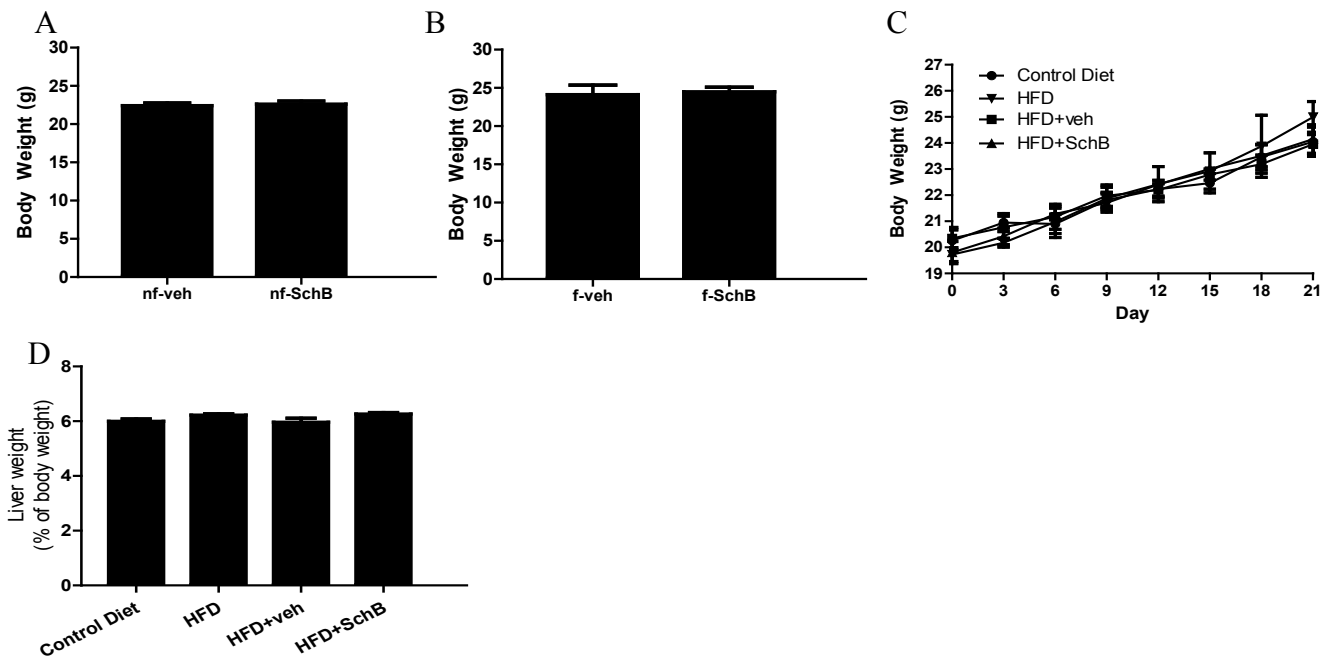 A
Body Weight (g)
30
25
20
15
10
5
0
nf-veh nf-SchB
B
Body Weight (g)
30
25
20
15
10
5
0
f-veh f-SchB
C
Body Weight (g)
27
26
25
24
23
22
21
20
19
Control Diet
HFD
HFD+veh
HFD+SchB
0 3 6 9 12 15 18 21
Day
D
Liver weight
(% of body weight)
8
6
4
2
0
Control Diet HFD HFD+veh HFD+SchB